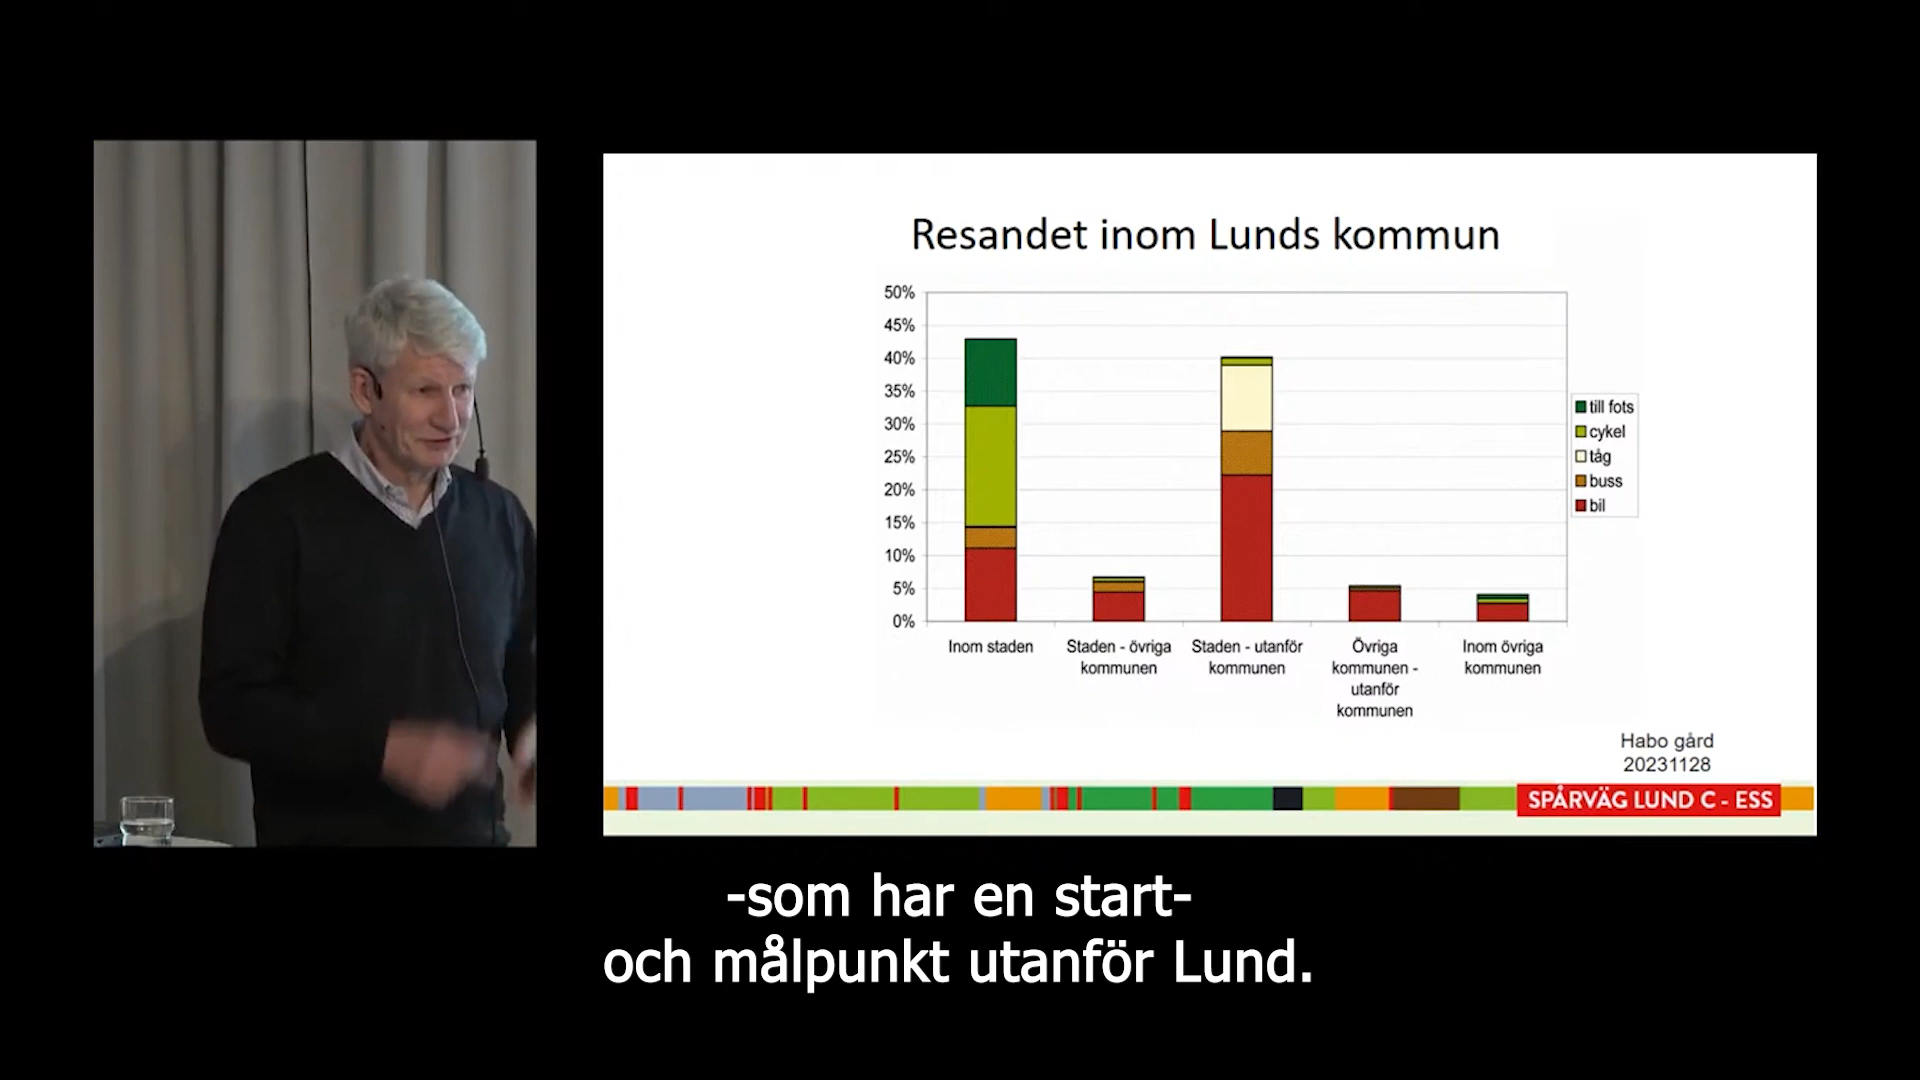 Resandet inom Lunds kommun
50%
45%
40%
35%
30%
25%
20%
15%
10%
5%
0%
till fots
cykel
tåg
buss
bil
Inom staden
Staden - övriga
kommunen
Staden - utanför
kommunen
Övriga
kommunen -
utanför
kommunen
Inom övriga
kommunen
Habo gård
20231128
SPÅRVÄG LUND C - ESS
-som har en start-
och målpunkt utanför Lund.